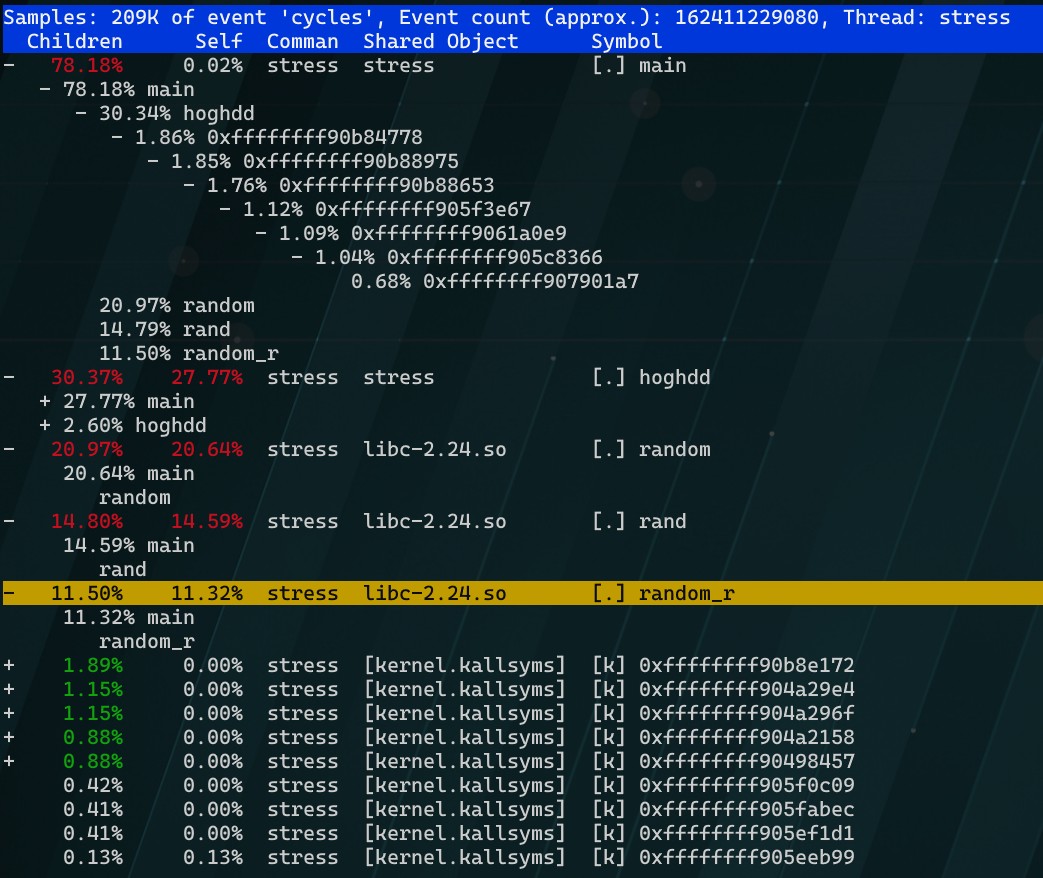 Samples: 209K of event 'cycles', Event count (approx.): 162411229080, Thread: stress
  Children      Self  Comman  Shared Object      Symbol
-   78.18%     0.02%  stress  stress             [.] main
   - 78.18% main
      - 30.34% hoghdd
         - 1.86% 0xffffffff90b84778
            - 1.85% 0xffffffff90b88975
               - 1.76% 0xffffffff90b88653
                  - 1.12% 0xffffffff905f3e67
                     - 1.09% 0xffffffff9061a0e9
                        - 1.04% 0xffffffff905c8366
                             0.68% 0xffffffff907901a7
        20.97% random
        14.79% rand
        11.50% random_r
-   30.37%    27.77%  stress  stress             [.] hoghdd
   + 27.77% main
   + 2.60% hoghdd
-   20.97%    20.64%  stress  libc-2.24.so       [.] random
     20.64% main
        random
-   14.80%    14.59%  stress  libc-2.24.so       [.] rand
     14.59% main
        rand
-   11.50%    11.32%  stress  libc-2.24.so       [.] random_r
     11.32% main
        random_r
+    1.89%     0.00%  stress  [kernel.kallsyms]  [k] 0xffffffff90b8e172
+    1.15%     0.00%  stress  [kernel.kallsyms]  [k] 0xffffffff904a29e4
+    1.15%     0.00%  stress  [kernel.kallsyms]  [k] 0xffffffff904a296f
+    0.88%     0.00%  stress  [kernel.kallsyms]  [k] 0xffffffff904a2158
+    0.88%     0.00%  stress  [kernel.kallsyms]  [k] 0xffffffff90498457
     0.42%     0.00%  stress  [kernel.kallsyms]  [k] 0xffffffff905f0c09
     0.41%     0.00%  stress  [kernel.kallsyms]  [k] 0xffffffff905fabec
     0.41%     0.00%  stress  [kernel.kallsyms]  [k] 0xffffffff905ef1d1
     0.13%     0.13%  stress  [kernel.kallsyms]  [k] 0xffffffff905eeb99